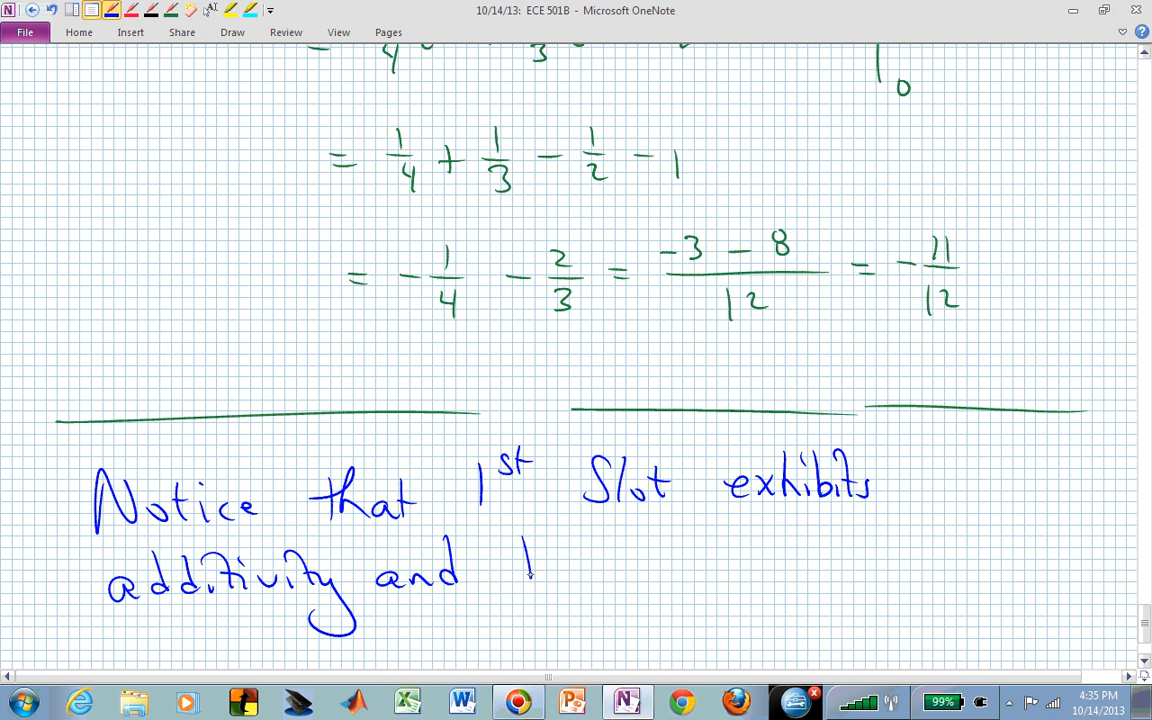 10/14/13: ECE 501B - Microsoft OneNote
File Home Insert Share Draw Review View Pages
4 3 0
= 1/4 + 1/3 - 1/2 - 1
= - 1/4 - 2/3 = (-3 - 8)/12 = - 11/12
Notice that 1st Slot exhibits
additivity and
99%
4:35 PM
10/14/2013